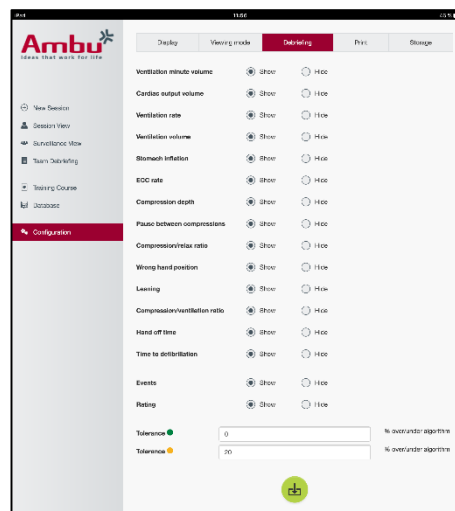 iPad 11:56
Ambu
Ideas that work for life
Display Viewing mode Debriefing Print Storage
New Session
Session View
Surveillance View
Team Debriefing
Training Course
Database
Configuration
Ventilation minute volume Show Hide
Cardiac output volume Show Hide
Ventilation rate Show Hide
Ventilation volume Show Hide
Stomach inflation Show Hide
ECC rate Show Hide
Compression depth Show Hide
Pause between compressions Show Hide
Compression/relax ratio Show Hide
Wrong hand position Show Hide
Leaning Show Hide
Compression/ventilation ratio Show Hide
Hand off time Show Hide
Time to defibrillation Show Hide
Events Show Hide
Rating Show Hide
Tolerance 0 % over/under algorithm
Tolerance 20 % over/under algorithm